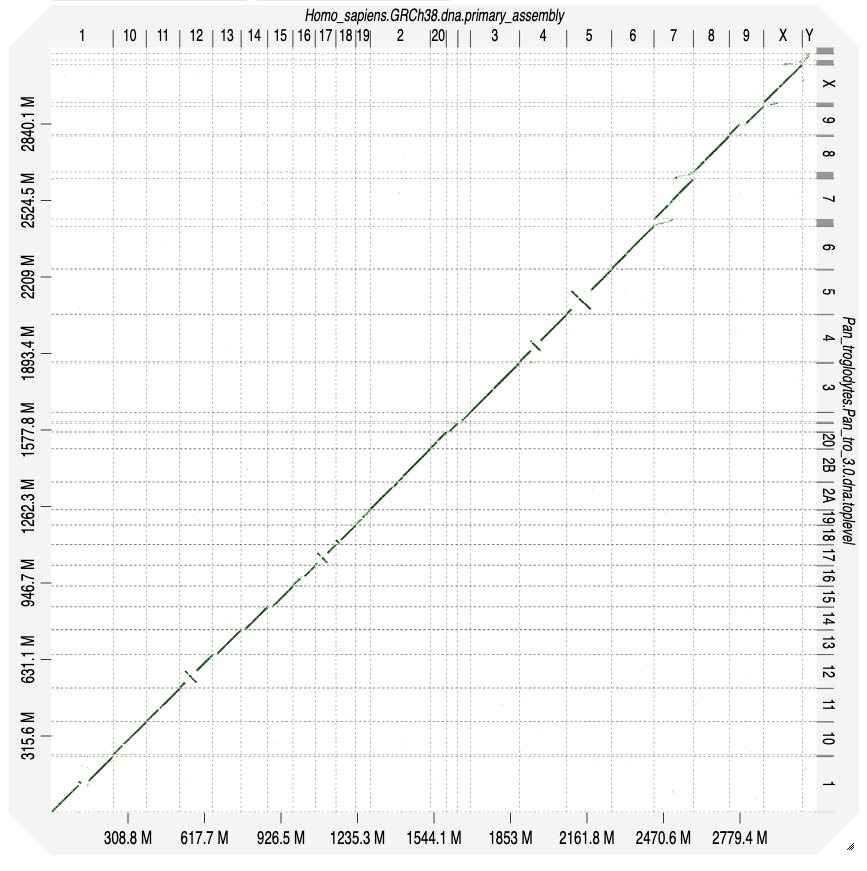 Homo_sapiens.GRCh38.dna.primary_assembly
1 10 11 12 13 14 15 16 17 18 19 2 20 3 4 5 6 7 8 9 X Y
X
9
8
7
6
5
4
3
20
2B
2A
19
18
17
16
15
14
13
12
11
10
1
Pan_troglodytes.Pan_tro_3.0.dna.toplevel
2840.1 M
2524.5 M
2209 M
1893.4 M
1577.8 M
1262.3 M
946.7 M
631.1 M
315.6 M
308.8 M 617.7 M 926.5 M 1235.3 M 1544.1 M 1853 M 2161.8 M 2470.6 M 2779.4 M